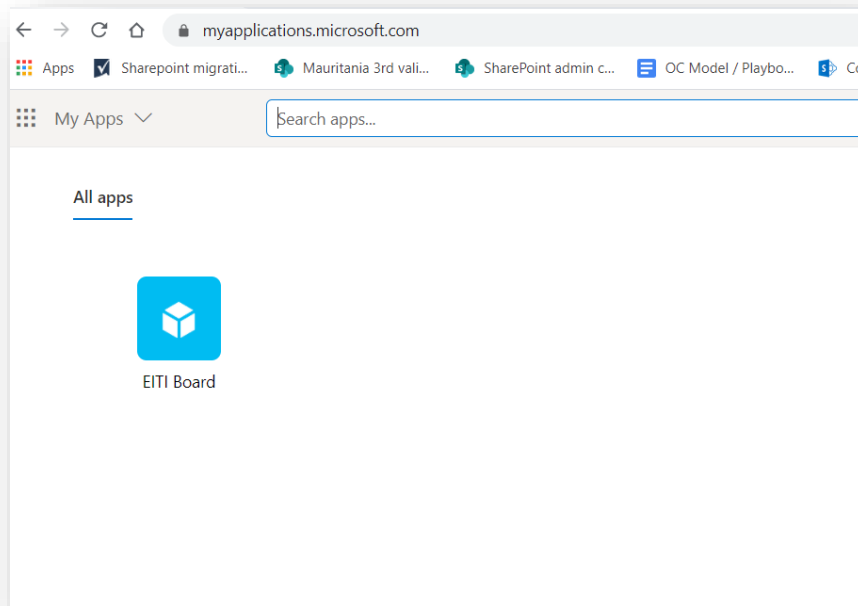 myapplications.microsoft.com
Apps Sharepoint migrati... Mauritania 3rd vali... SharePoint admin c... OC Model / Playbo...
My Apps Search apps...
All apps
EITI Board